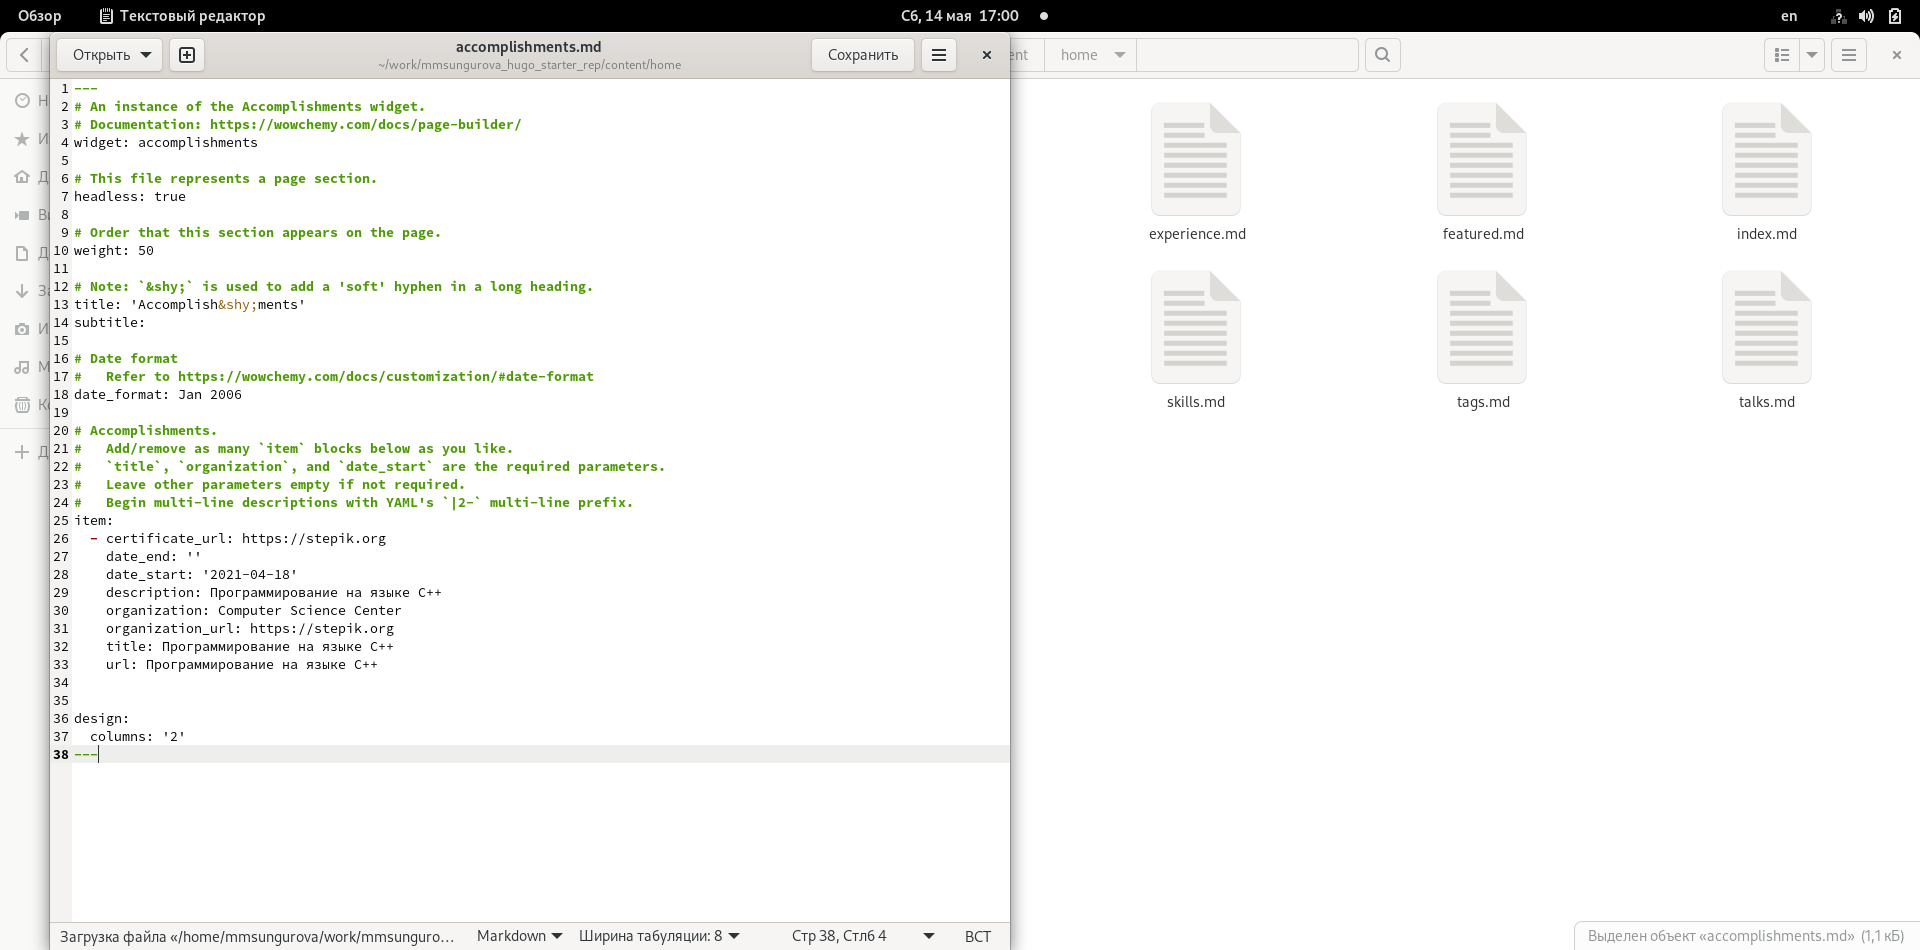 Обзор
Текстовый редактор
Сб, 14 мая 17:00
en
Открыть
accomplishments.md
~/work/mmsungurova_hugo_starter_rep/content/home
Сохранить
home
1 ---
2 # An instance of the Accomplishments widget.
3 # Documentation: https://wowchemy.com/docs/page-builder/
4 widget: accomplishments
5
6 # This file represents a page section.
7 headless: true
8
9 # Order that this section appears on the page.
10 weight: 50
11
12 # Note: `&shy;` is used to add a 'soft' hyphen in a long heading.
13 title: 'Accomplish&shy;ments'
14 subtitle:
15
16 # Date format
17 #   Refer to https://wowchemy.com/docs/customization/#date-format
18 date_format: Jan 2006
19
20 # Accomplishments.
21 #   Add/remove as many `item` blocks below as you like.
22 #   `title`, `organization`, and `date_start` are the required parameters.
23 #   Leave other parameters empty if not required.
24 #   Begin multi-line descriptions with YAML's `|2-` multi-line prefix.
25 item:
26   - certificate_url: https://stepik.org
27     date_end: ''
28     date_start: '2021-04-18'
29     description: Программирование на языке C++
30     organization: Computer Science Center
31     organization_url: https://stepik.org
32     title: Программирование на языке C++
33     url: Программирование на языке C++
34
35
36 design:
37   columns: '2'
38 ---
experience.md
featured.md
index.md
skills.md
tags.md
talks.md
Загрузка файла «/home/mmsungurova/work/mmsunguro…
Markdown
Ширина табуляции: 8
Стр 38, Стлб 4
ВСТ
Выделен объект «accomplishments.md» (1,1 кБ)